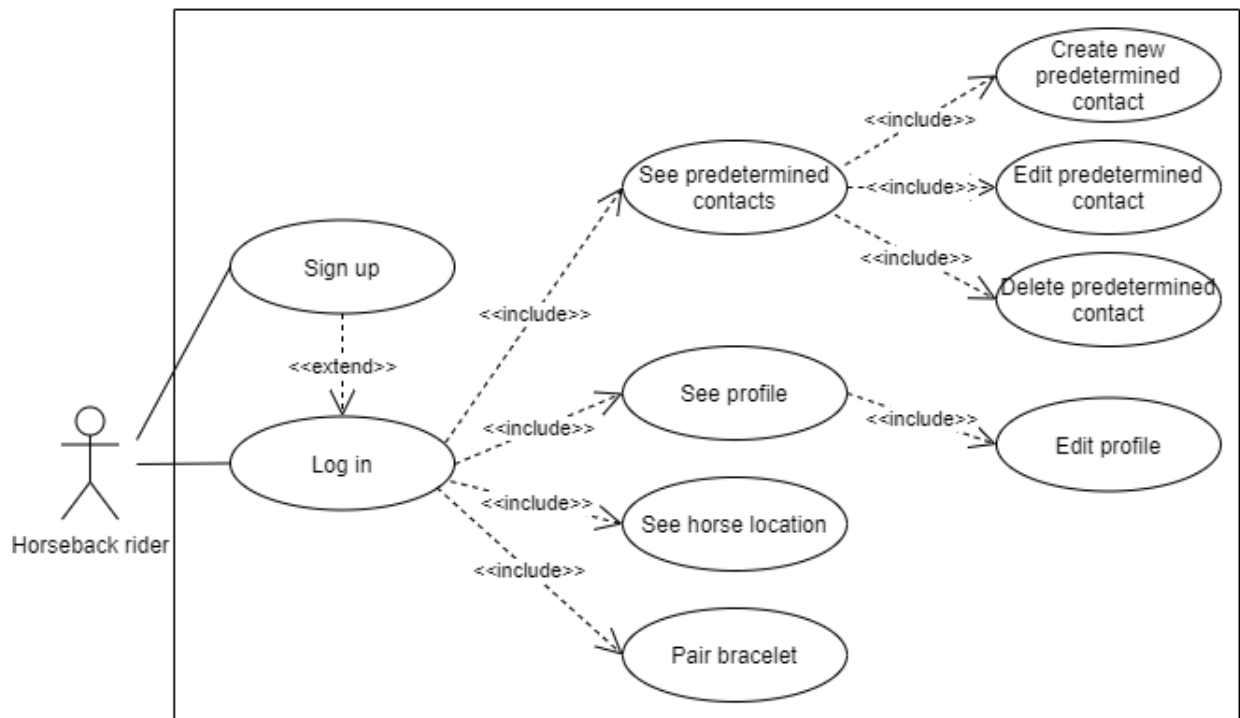 Create new
predetermined
contact
<<include>>
See predetermined
contacts
<<include>>
Edit predetermined
contact
<<include>>
Delete predetermined
contact
Sign up
<<include>>
<<extend>>
See profile
<<include>>
<<include>>
Edit profile
Log in
<<include>>
See horse location
Horseback rider
<<include>>
Pair bracelet